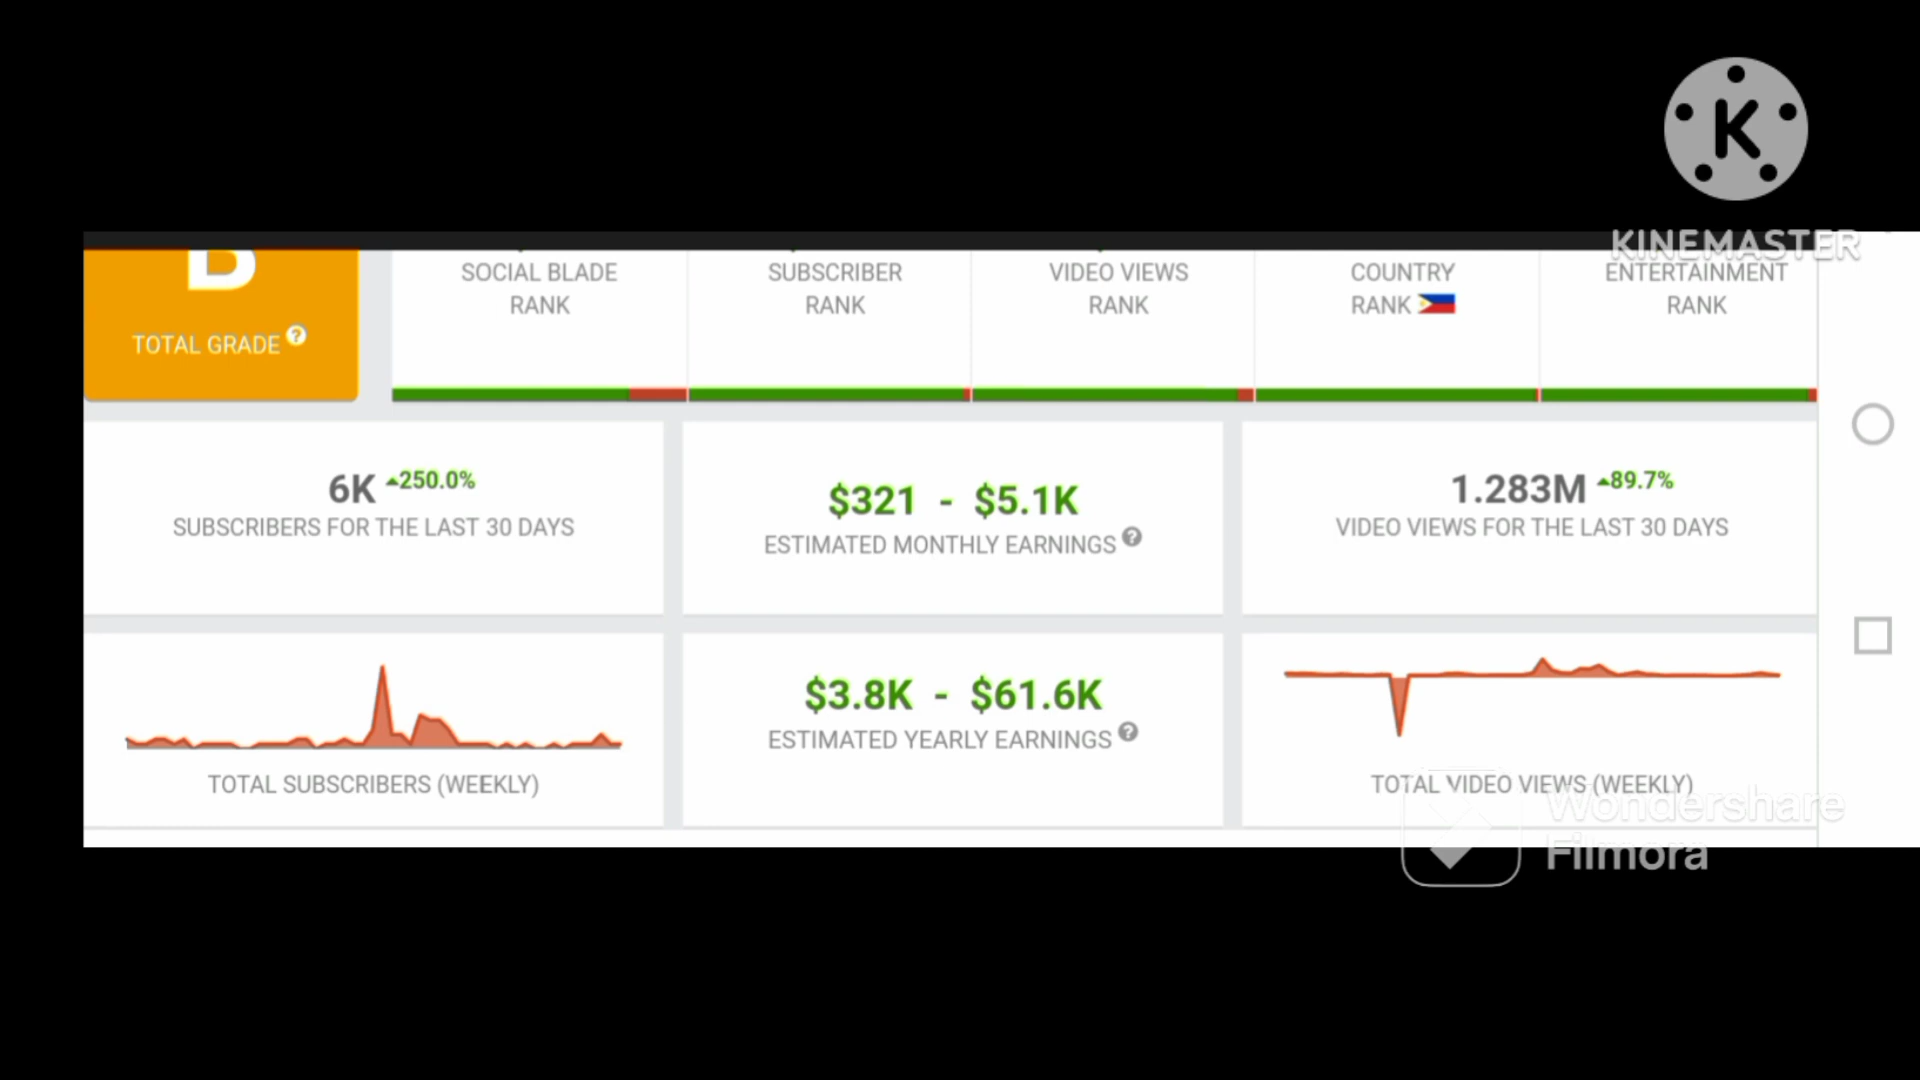 K
KINEMASTER
B
TOTAL GRADE ?
SOCIAL BLADE
RANK
SUBSCRIBER
RANK
VIDEO VIEWS
RANK
COUNTRY
RANK
ENTERTAINMENT
RANK
6K 250.0%
SUBSCRIBERS FOR THE LAST 30 DAYS
$321 - $5.1K
ESTIMATED MONTHLY EARNINGS ?
1.283M 89.7%
VIDEO VIEWS FOR THE LAST 30 DAYS
TOTAL SUBSCRIBERS (WEEKLY)
$3.8K - $61.6K
ESTIMATED YEARLY EARNINGS ?
TOTAL VIDEO VIEWS (WEEKLY)
Wondershare
Filmora